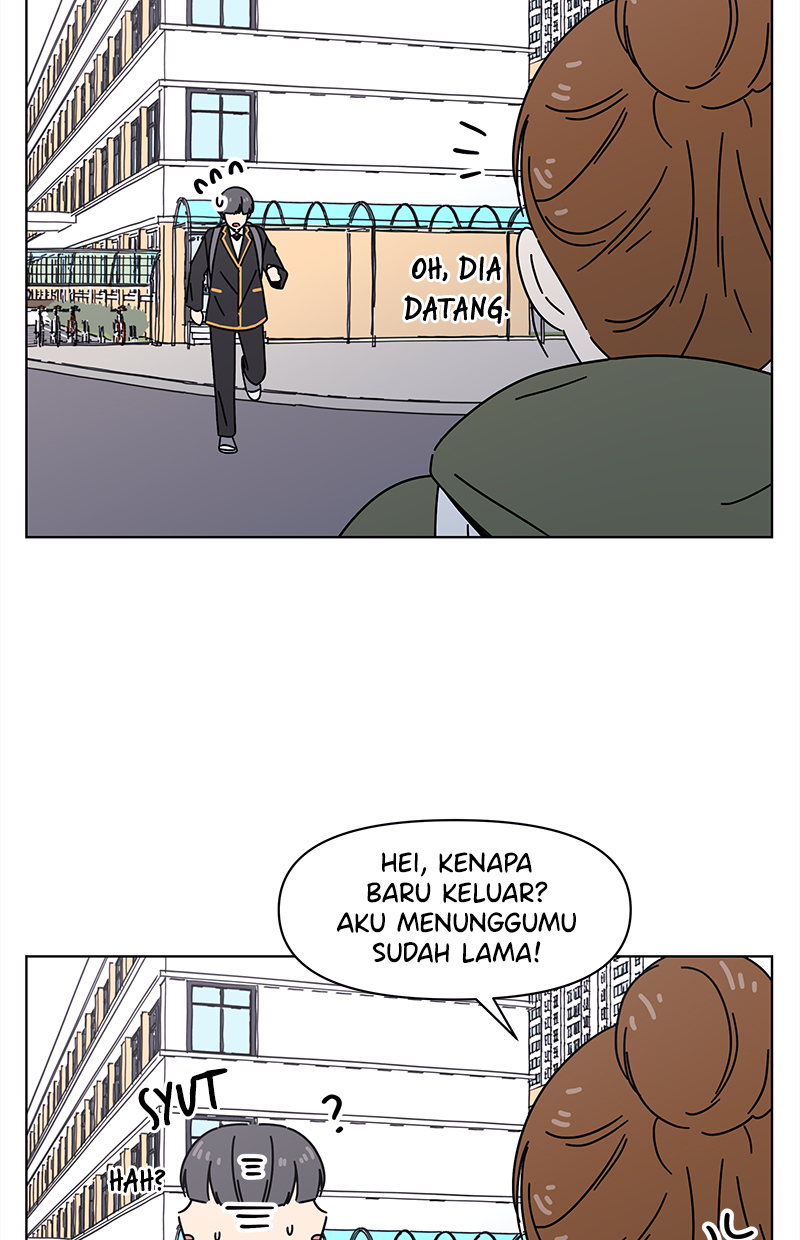 OH, DIA
DATANG.
HEI, KENAPA
BARU KELUAR?
AKU MENUNGGUMU
SUDAH LAMA!
SYUT
?
HAH?